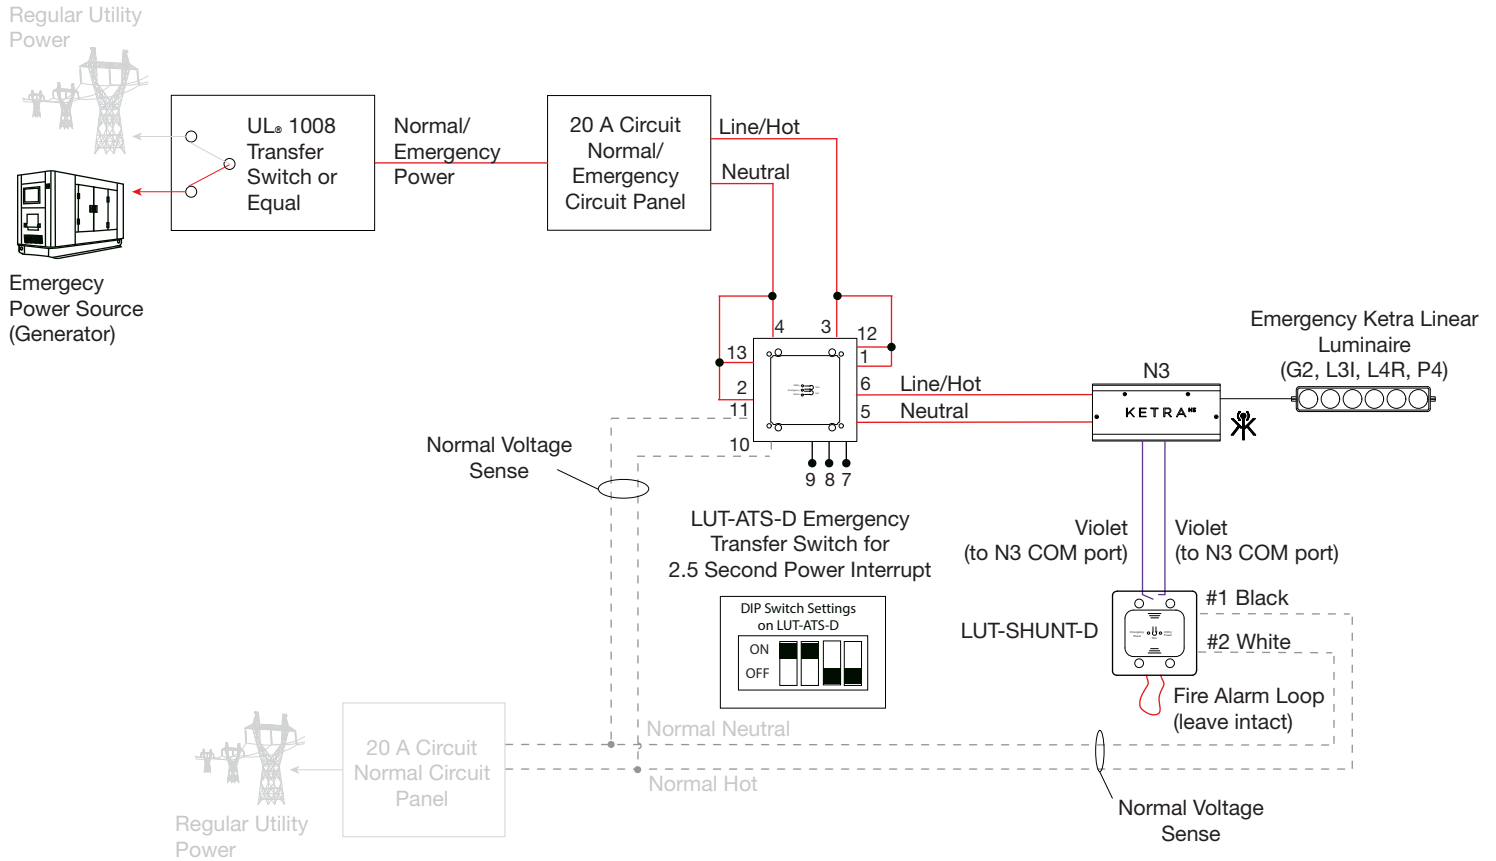 Regular Utility
Power
UL® 1008
Transfer
Switch or
Equal
Normal/
Emergency
Power
20 A Circuit
Normal/
Emergency
Circuit Panel
Line/Hot
Neutral
Emergecy
Power Source
(Generator)
4
3
12
13
1
2
6
11
5
10
9 8 7
Line/Hot
Neutral
N3
KETRA N3
Emergency Ketra Linear
Luminaire
(G2, L3I, L4R, P4)
Normal Voltage
Sense
LUT-ATS-D Emergency
Transfer Switch for
2.5 Second Power Interrupt
DIP Switch Settings
on LUT-ATS-D
ON
OFF
Violet
(to N3 COM port)
Violet
(to N3 COM port)
LUT-SHUNT-D
#1 Black
#2 White
Fire Alarm Loop
(leave intact)
Normal Neutral
Normal Hot
20 A Circuit
Normal Circuit
Panel
Regular Utility
Power
Normal Voltage
Sense